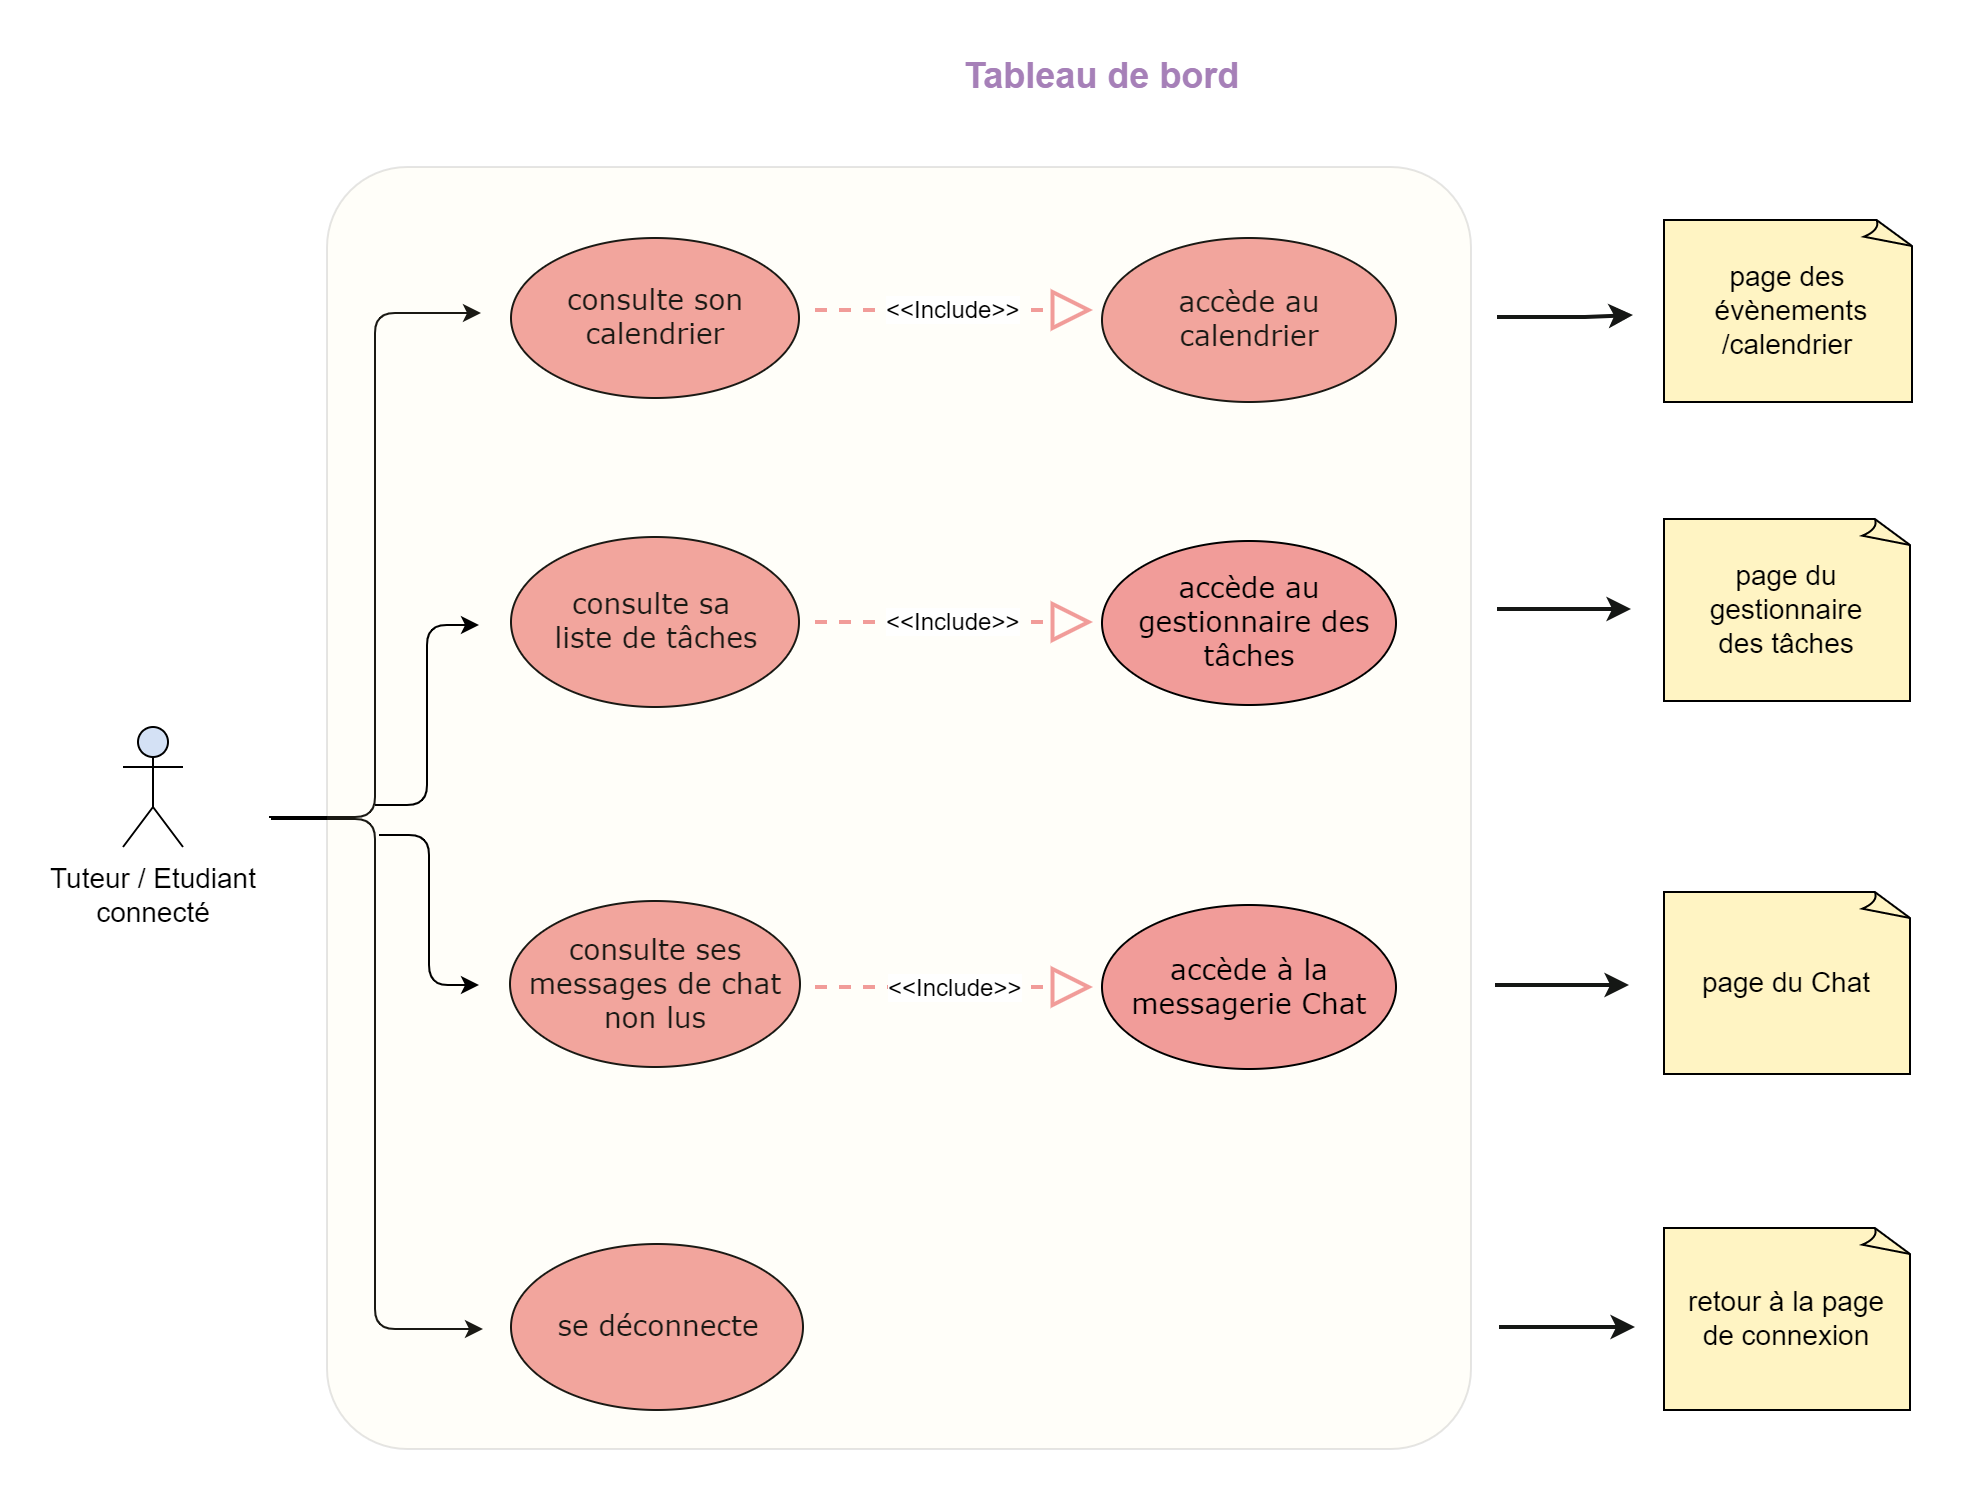 Tableau de bord
consulte son
calendrier
<<Include>>
accède au
calendrier
page des
évènements
/calendrier
consulte sa
liste de tâches
<<Include>>
accède au
gestionnaire des
tâches
page du
gestionnaire
des tâches
Tuteur / Etudiant
connecté
consulte ses
messages de chat
non lus
<<Include>>
accède à la
messagerie Chat
page du Chat
se déconnecte
retour à la page
de connexion